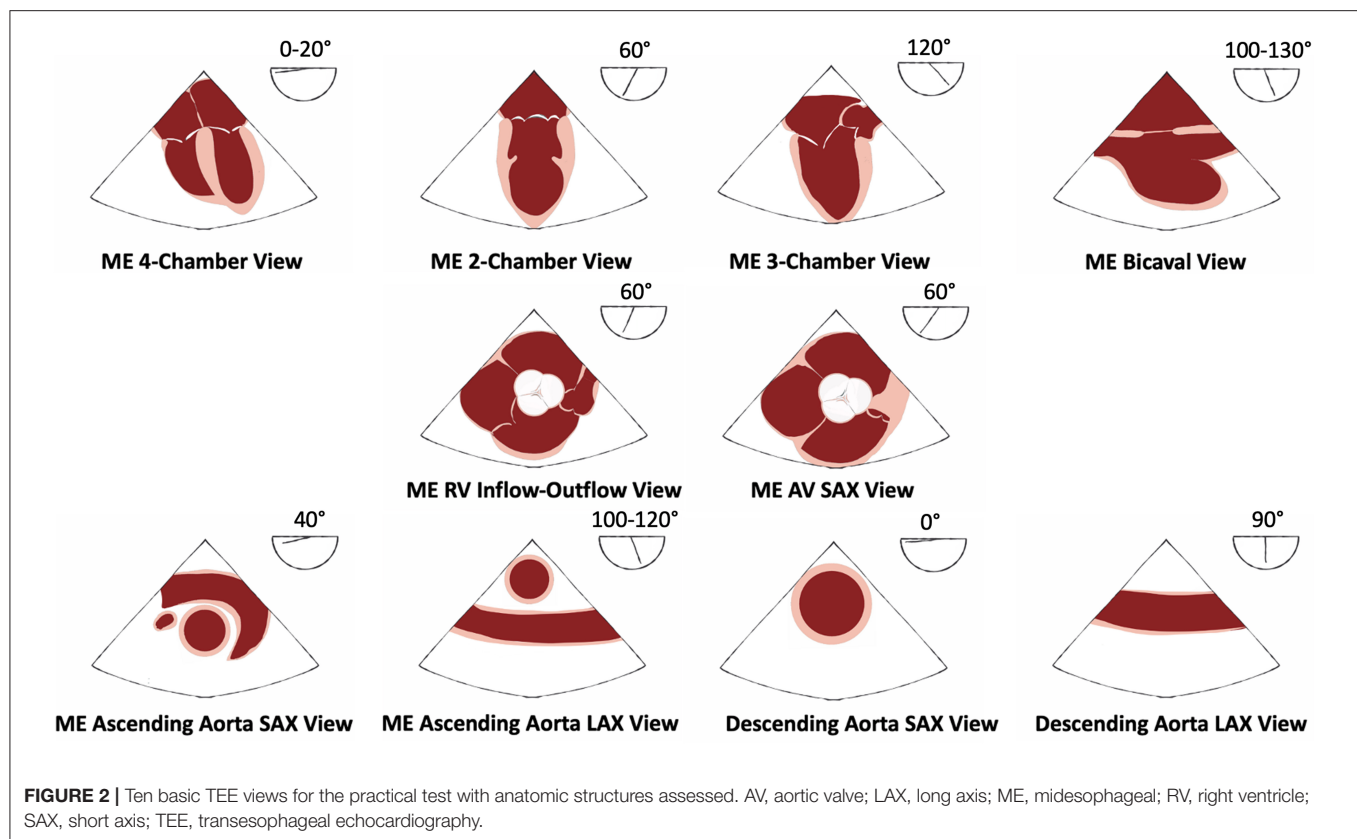 0-20°
60°
120°
100-130°
ME 4-Chamber View
ME 2-Chamber View
ME 3-Chamber View
ME Bicaval View
60°
60°
ME RV Inflow-Outflow View
ME AV SAX View
40°
100-120°
0°
90°
ME Ascending Aorta SAX View
ME Ascending Aorta LAX View
Descending Aorta SAX View
Descending Aorta LAX View
FIGURE 2 | Ten basic TEE views for the practical test with anatomic structures assessed. AV, aortic valve; LAX, long axis; ME, midesophageal; RV, right ventricle;
SAX, short axis; TEE, transesophageal echocardiography.